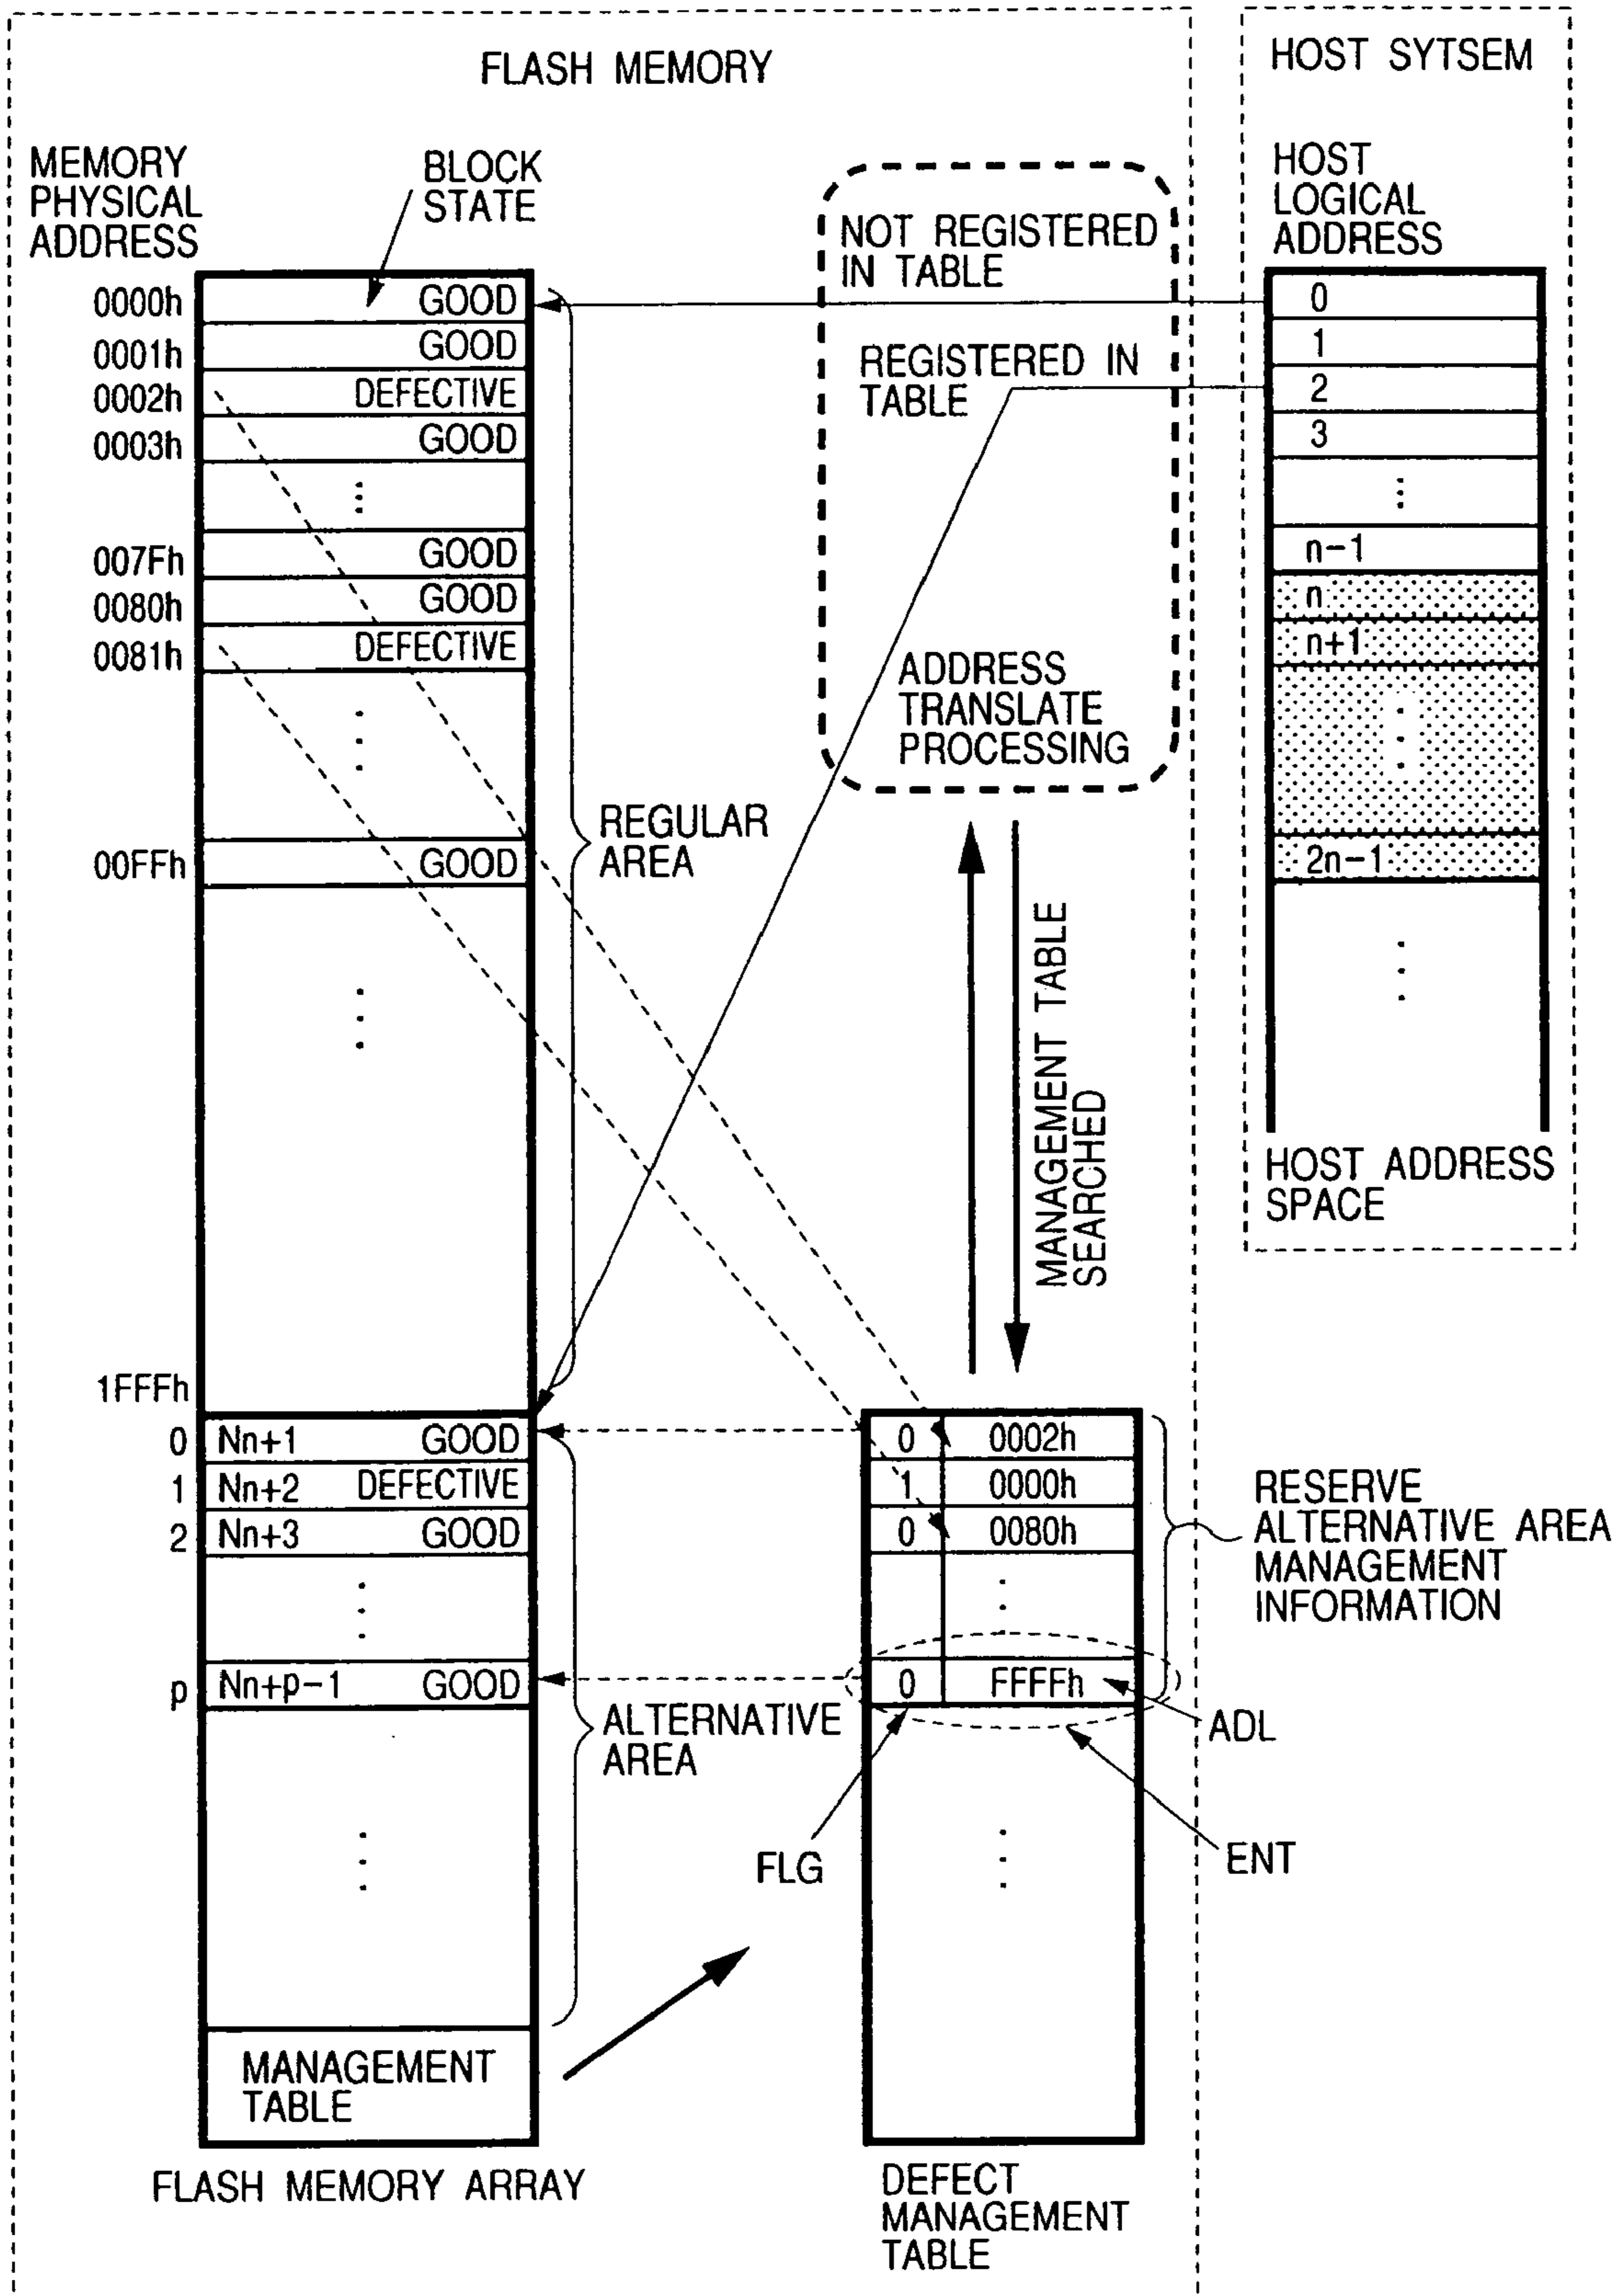 FLASH MEMORY
HOST SYTSEM
MEMORY
PHYSICAL
ADDRESS
BLOCK
STATE
0000h GOOD
0001h GOOD
0002h DEFECTIVE
0003h GOOD
007Fh GOOD
0080h GOOD
0081h DEFECTIVE
00FFh GOOD
1FFFh
REGULAR
AREA
NOT REGISTERED
IN TABLE
REGISTERED IN
TABLE
ADDRESS
TRANSLATE
PROCESSING
MANAGEMENT TABLE
SEARCHED
HOST
LOGICAL
ADDRESS
0
1
2
3
n-1
n
n+1
2n-1
HOST ADDRESS
SPACE
0 Nn+1 GOOD
1 Nn+2 DEFECTIVE
2 Nn+3 GOOD
p Nn+p-1 GOOD
ALTERNATIVE
AREA
MANAGEMENT
TABLE
FLASH MEMORY ARRAY
0 0002h
1 0000h
0 0080h
0 FFFFh
RESERVE
ALTERNATIVE AREA
MANAGEMENT
INFORMATION
ADL
ENT
FLG
DEFECT
MANAGEMENT
TABLE